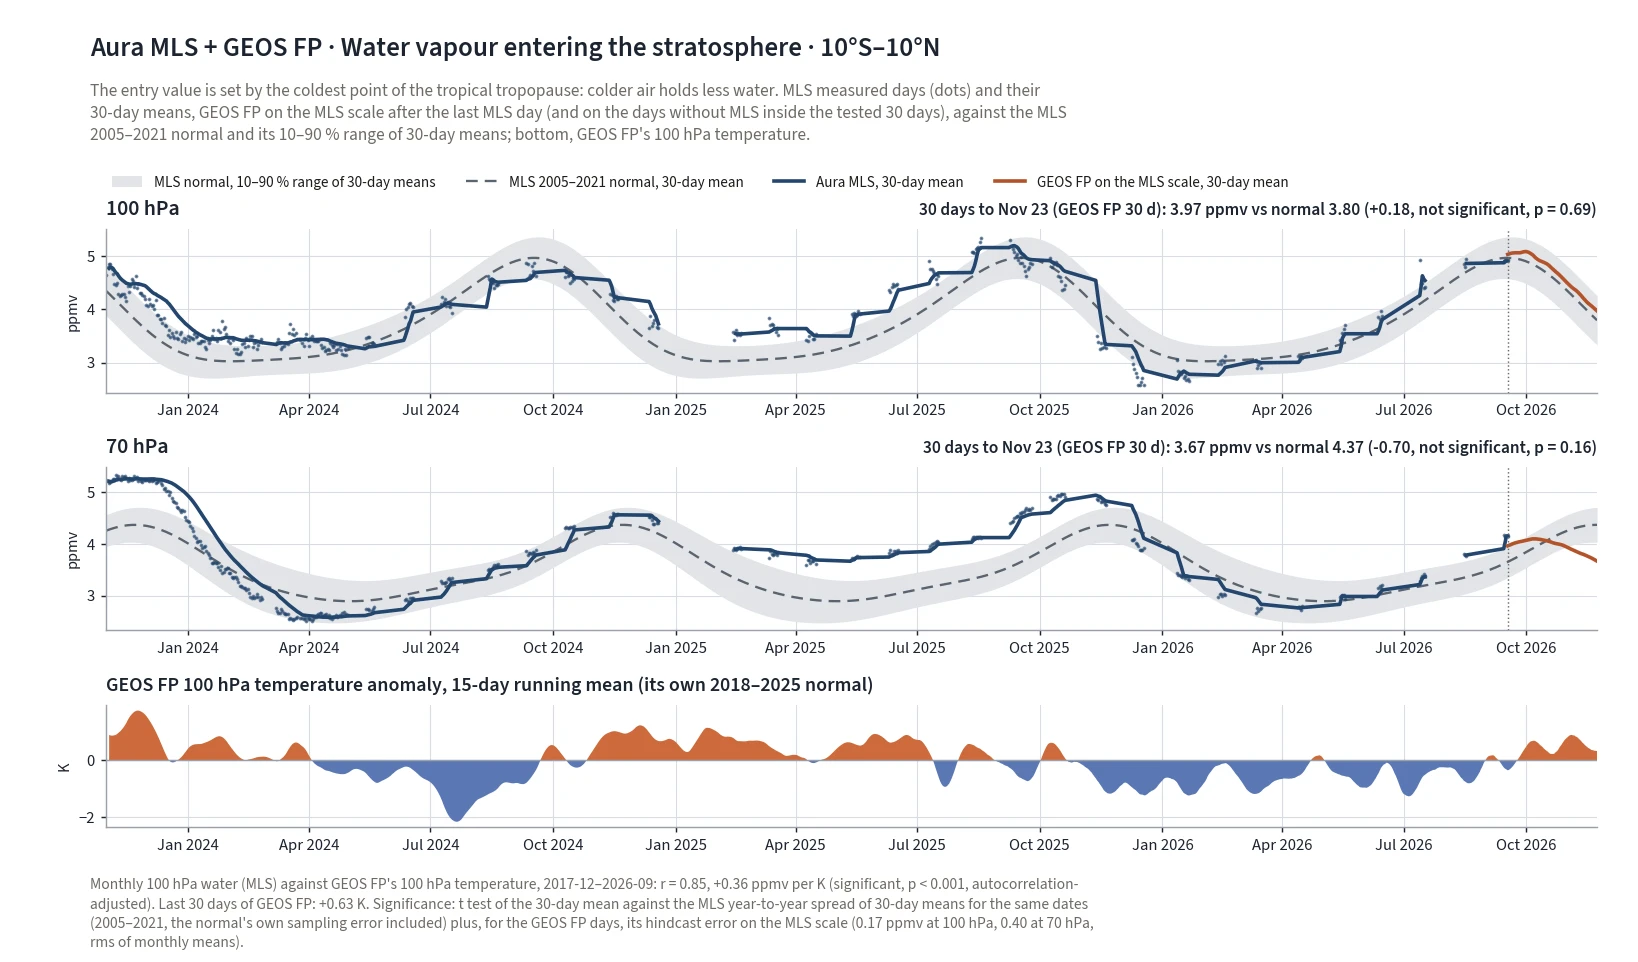 Aura MLS + GEOS FP · Water vapour entering the stratosphere · 10°S–10°N
The entry value is set by the coldest point of the tropical tropopause: colder air holds less water. MLS measured days (dots) and their
30-day means, GEOS FP on the MLS scale after the last MLS day (and on the days without MLS inside the tested 30 days), against the MLS
2005–2021 normal and its 10–90 % range of 30-day means; bottom, GEOS FP's 100 hPa temperature.
MLS normal, 10–90 % range of 30-day means
MLS 2005–2021 normal, 30-day mean
Aura MLS, 30-day mean
GEOS FP on the MLS scale, 30-day mean
100 hPa
30 days to Nov 23 (GEOS FP 30 d): 3.97 ppmv vs normal 3.80 (+0.18, not significant, p = 0.69)
5
4
3
ppmv
Jan 2024 Apr 2024 Jul 2024 Oct 2024 Jan 2025 Apr 2025 Jul 2025 Oct 2025 Jan 2026 Apr 2026 Jul 2026 Oct 2026
70 hPa
30 days to Nov 23 (GEOS FP 30 d): 3.67 ppmv vs normal 4.37 (-0.70, not significant, p = 0.16)
5
4
3
ppmv
Jan 2024 Apr 2024 Jul 2024 Oct 2024 Jan 2025 Apr 2025 Jul 2025 Oct 2025 Jan 2026 Apr 2026 Jul 2026 Oct 2026
GEOS FP 100 hPa temperature anomaly, 15-day running mean (its own 2018–2025 normal)
0
−2
K
Jan 2024 Apr 2024 Jul 2024 Oct 2024 Jan 2025 Apr 2025 Jul 2025 Oct 2025 Jan 2026 Apr 2026 Jul 2026 Oct 2026
Monthly 100 hPa water (MLS) against GEOS FP's 100 hPa temperature, 2017-12–2026-09: r = 0.85, +0.36 ppmv per K (significant, p < 0.001, autocorrelation-
adjusted). Last 30 days of GEOS FP: +0.63 K. Significance: t test of the 30-day mean against the MLS year-to-year spread of 30-day means for the same dates
(2005–2021, the normal's own sampling error included) plus, for the GEOS FP days, its hindcast error on the MLS scale (0.17 ppmv at 100 hPa, 0.40 at 70 hPa,
rms of monthly means).